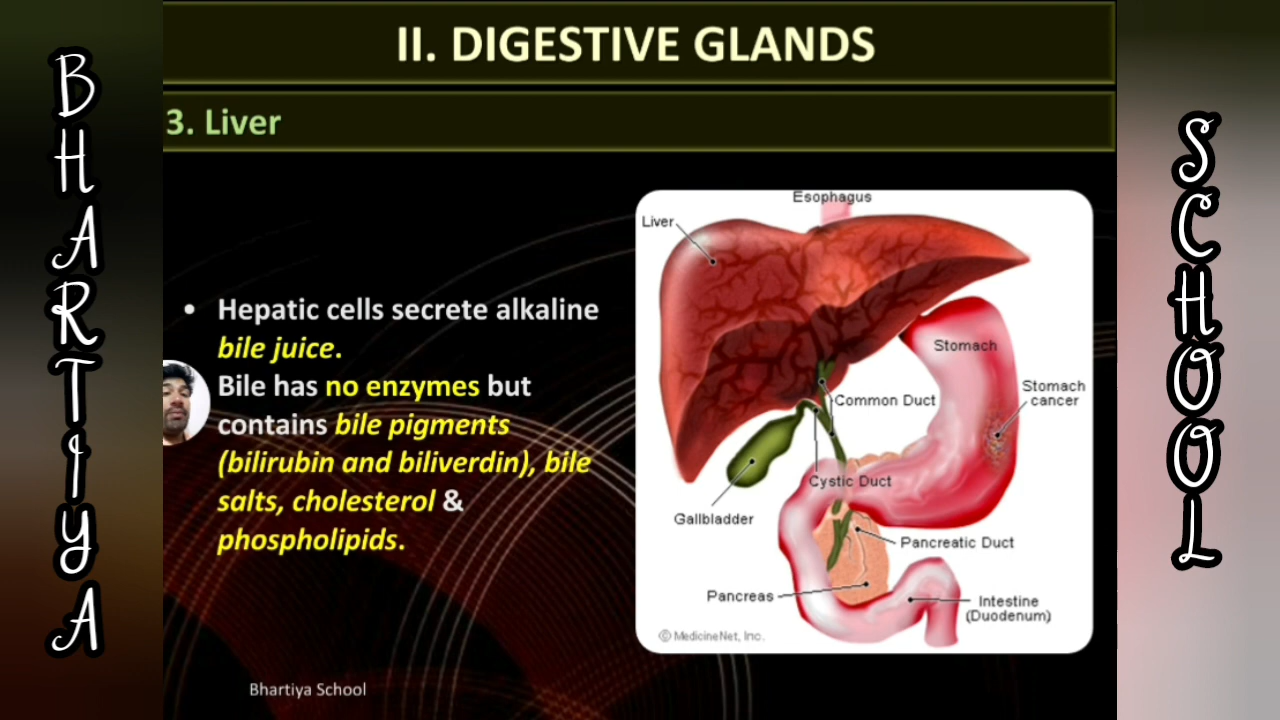 BHARTIYA
II. DIGESTIVE GLANDS
3. Liver
• Hepatic cells secrete alkaline
bile juice.
Bile has no enzymes but
contains bile pigments
(bilirubin and biliverdin), bile
salts, cholesterol &
phospholipids.
Bhartiya School
Esophagus
Liver
Stomach
Stomach
cancer
Common Duct
Cystic Duct
Gallbladder
Pancreatic Duct
Pancreas
Intestine
(Duodenum)
© MedicineNet, Inc.
SCHOOL